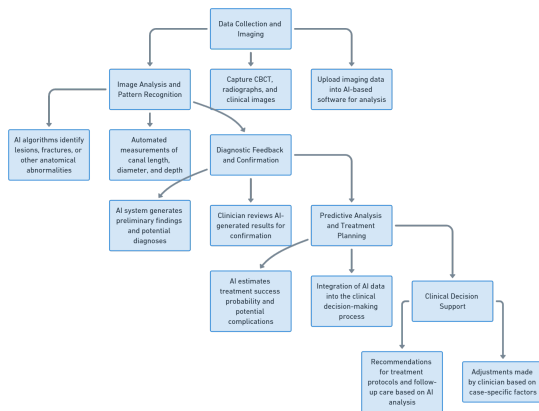 Data Collection and
Imaging
Image Analysis and
Pattern Recognition
Capture CBCT,
radiographs, and
clinical images
Upload imaging data
into AI-based
software for analysis
AI algorithms identify
lesions, fractures, or
other anatomical
abnormalities
Automated
measurements of
canal length,
diameter, and depth
Diagnostic Feedback
and Confirmation
AI system generates
preliminary findings
and potential
diagnoses
Clinician reviews AI-
generated results for
confirmation
Predictive Analysis
and Treatment
Planning
AI estimates
treatment success
probability and
potential
complications
Integration of AI data
into the clinical
decision-making
process
Clinical Decision
Support
Recommendations
for treatment
protocols and follow-
up care based on AI
analysis
Adjustments made
by clinician based on
case-specific factors